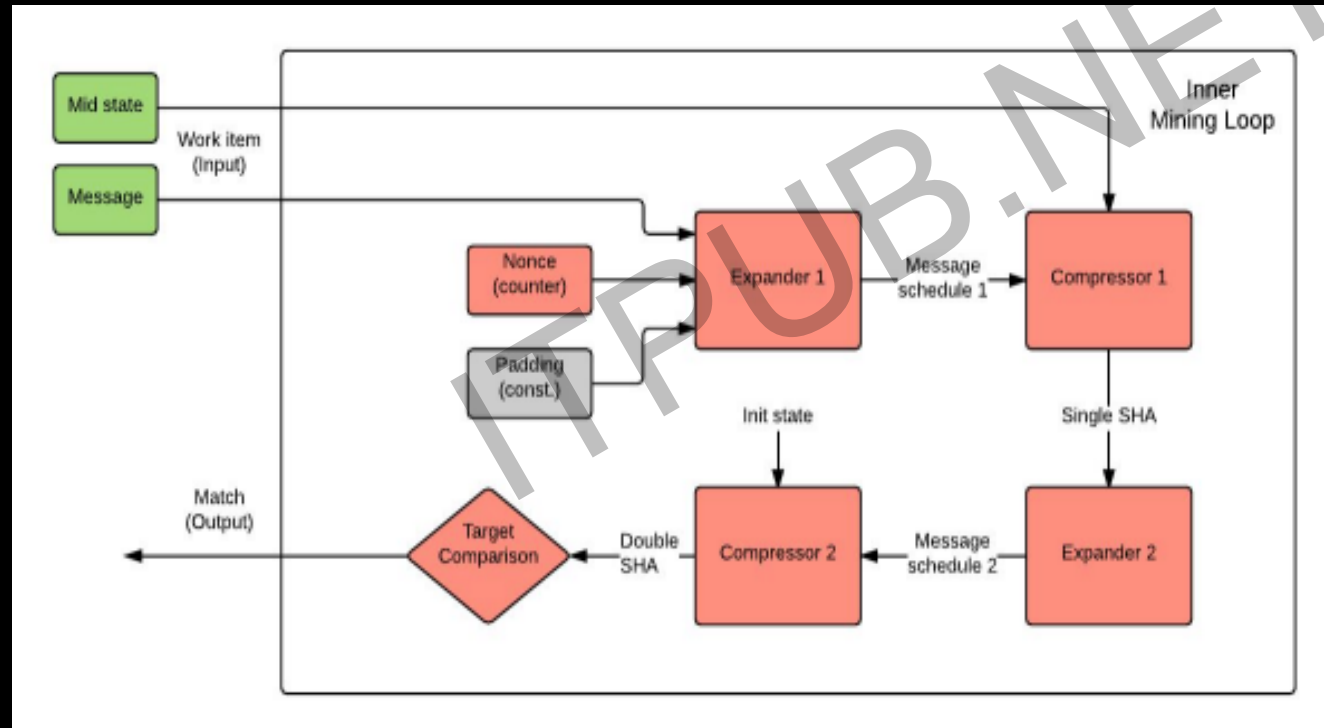 Mid state
Work item
(Input)
Message
Inner
Mining Loop
Nonce
(counter)
Padding
(const.)
Expander 1
Message
schedule 1
Compressor 1
Init state
Single SHA
Match
(Output)
Target
Comparison
Double
SHA
Compressor 2
Message
schedule 2
Expander 2
ITPUB.NET